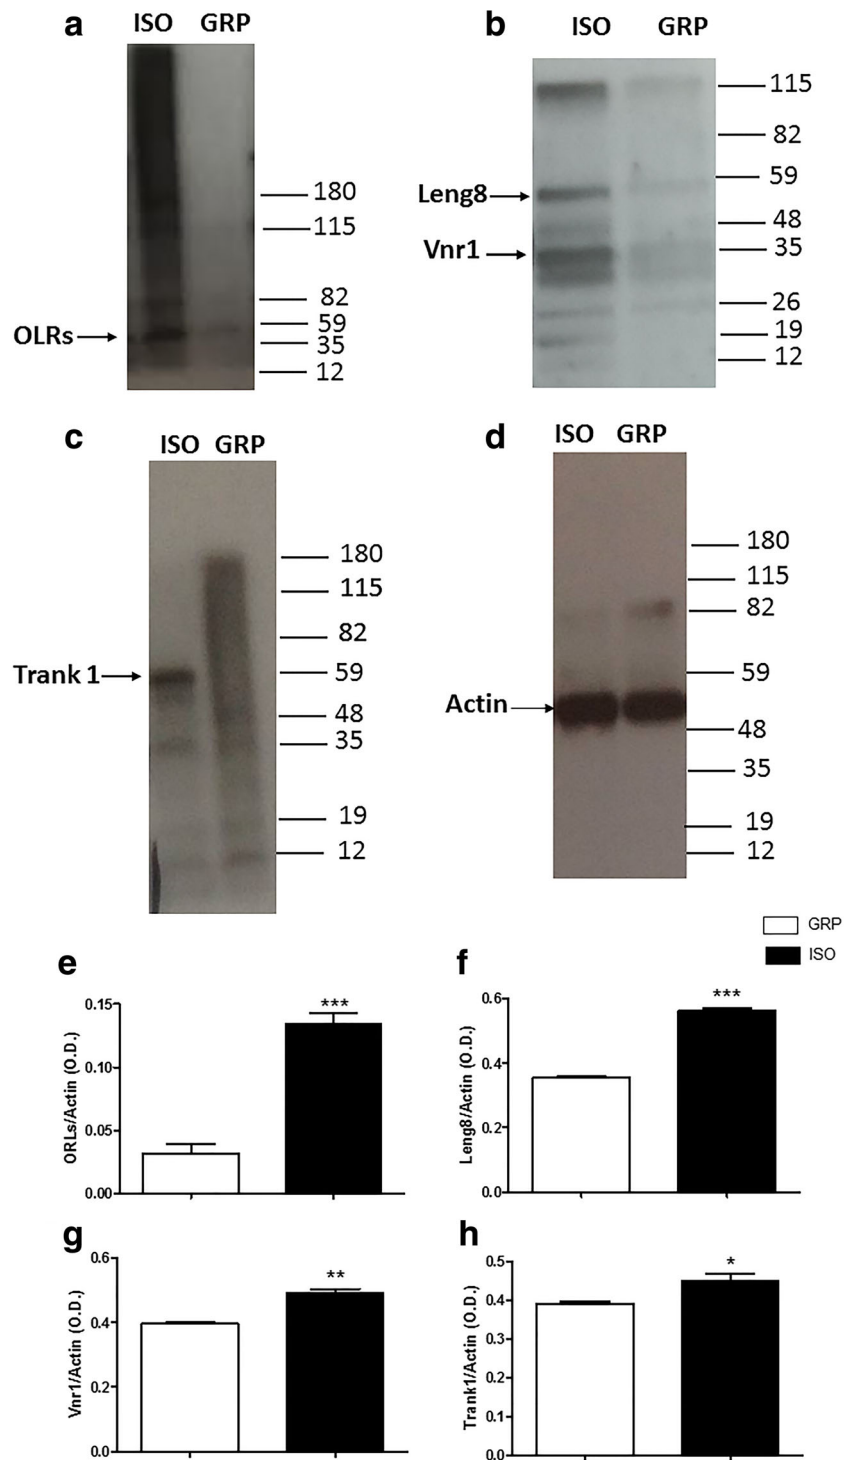 a
ISO GRP
180
115
82
59
35
12
OLRs
b
ISO GRP
115
82
59
48
35
26
19
12
Leng8
Vnr1
c
ISO GRP
180
115
82
59
48
35
19
12
Trank 1
d
ISO GRP
180
115
82
59
48
35
19
12
Actin
GRP
ISO
e
ORLs/Actin (O.D.)
0.15
0.10
0.05
0.00
***
f
Leng8/Actin (O.D.)
0.6
0.4
0.2
0.0
***
g
Vnr1/Actin (O.D.)
0.6
0.4
0.2
0.0
**
h
Trank1/Actin (O.D.)
0.5
0.4
0.3
0.2
0.1
0.0
*